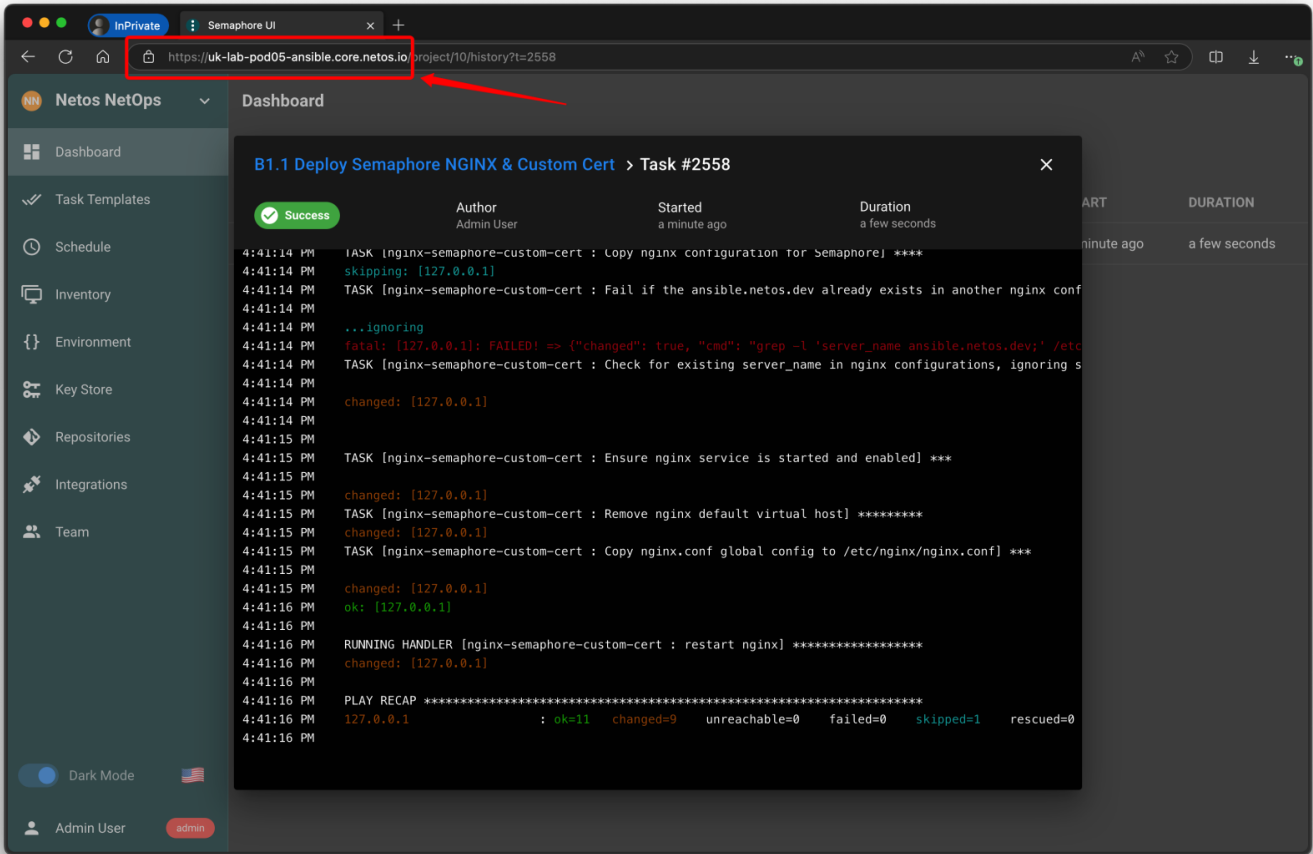 InPrivate
Semaphore UI
https://uk-lab-pod05-ansible.core.netos.io/project/10/history?t=2558
NN Netos NetOps
Dashboard
Dashboard
Task Templates
Schedule
Inventory
{} Environment
Key Store
Repositories
Integrations
Team
Dark Mode
Admin User admin
B1.1 Deploy Semaphore NGINX & Custom Cert > Task #2558
Success
Author
Admin User
Started
a minute ago
Duration
a few seconds
ART DURATION
minute ago a few seconds
4:41:14 PM TASK [nginx-semaphore-custom-cert : Copy nginx configuration for Semaphore] ****
4:41:14 PM skipping: [127.0.0.1]
4:41:14 PM TASK [nginx-semaphore-custom-cert : Fail if the ansible.netos.dev already exists in another nginx conf
4:41:14 PM
4:41:14 PM ...ignoring
4:41:14 PM fatal: [127.0.0.1]: FAILED! => {"changed": true, "cmd": "grep -l 'server_name ansible.netos.dev;' /etc
4:41:14 PM TASK [nginx-semaphore-custom-cert : Check for existing server_name in nginx configurations, ignoring s
4:41:14 PM
4:41:14 PM changed: [127.0.0.1]
4:41:14 PM
4:41:15 PM
4:41:15 PM TASK [nginx-semaphore-custom-cert : Ensure nginx service is started and enabled] ***
4:41:15 PM
4:41:15 PM changed: [127.0.0.1]
4:41:15 PM TASK [nginx-semaphore-custom-cert : Remove nginx default virtual host] *********
4:41:15 PM changed: [127.0.0.1]
4:41:15 PM TASK [nginx-semaphore-custom-cert : Copy nginx.conf global config to /etc/nginx/nginx.conf] ***
4:41:15 PM
4:41:15 PM changed: [127.0.0.1]
4:41:16 PM ok: [127.0.0.1]
4:41:16 PM
4:41:16 PM RUNNING HANDLER [nginx-semaphore-custom-cert : restart nginx] ******************
4:41:16 PM changed: [127.0.0.1]
4:41:16 PM
4:41:16 PM PLAY RECAP *********************************************************************
4:41:16 PM 127.0.0.1 : ok=11 changed=9 unreachable=0 failed=0 skipped=1 rescued=0
4:41:16 PM